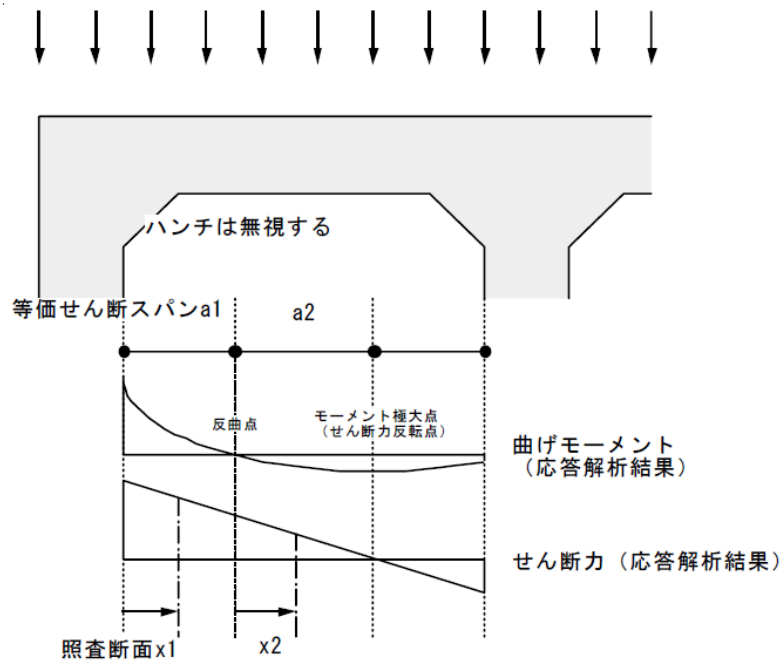 ハンチは無視する
等価せん断スパンa1
a2
反曲点
モーメント極大点
（せん断力反転点）
曲げモーメント
（応答解析結果）
せん断力（応答解析結果）
照査断面x1
x2